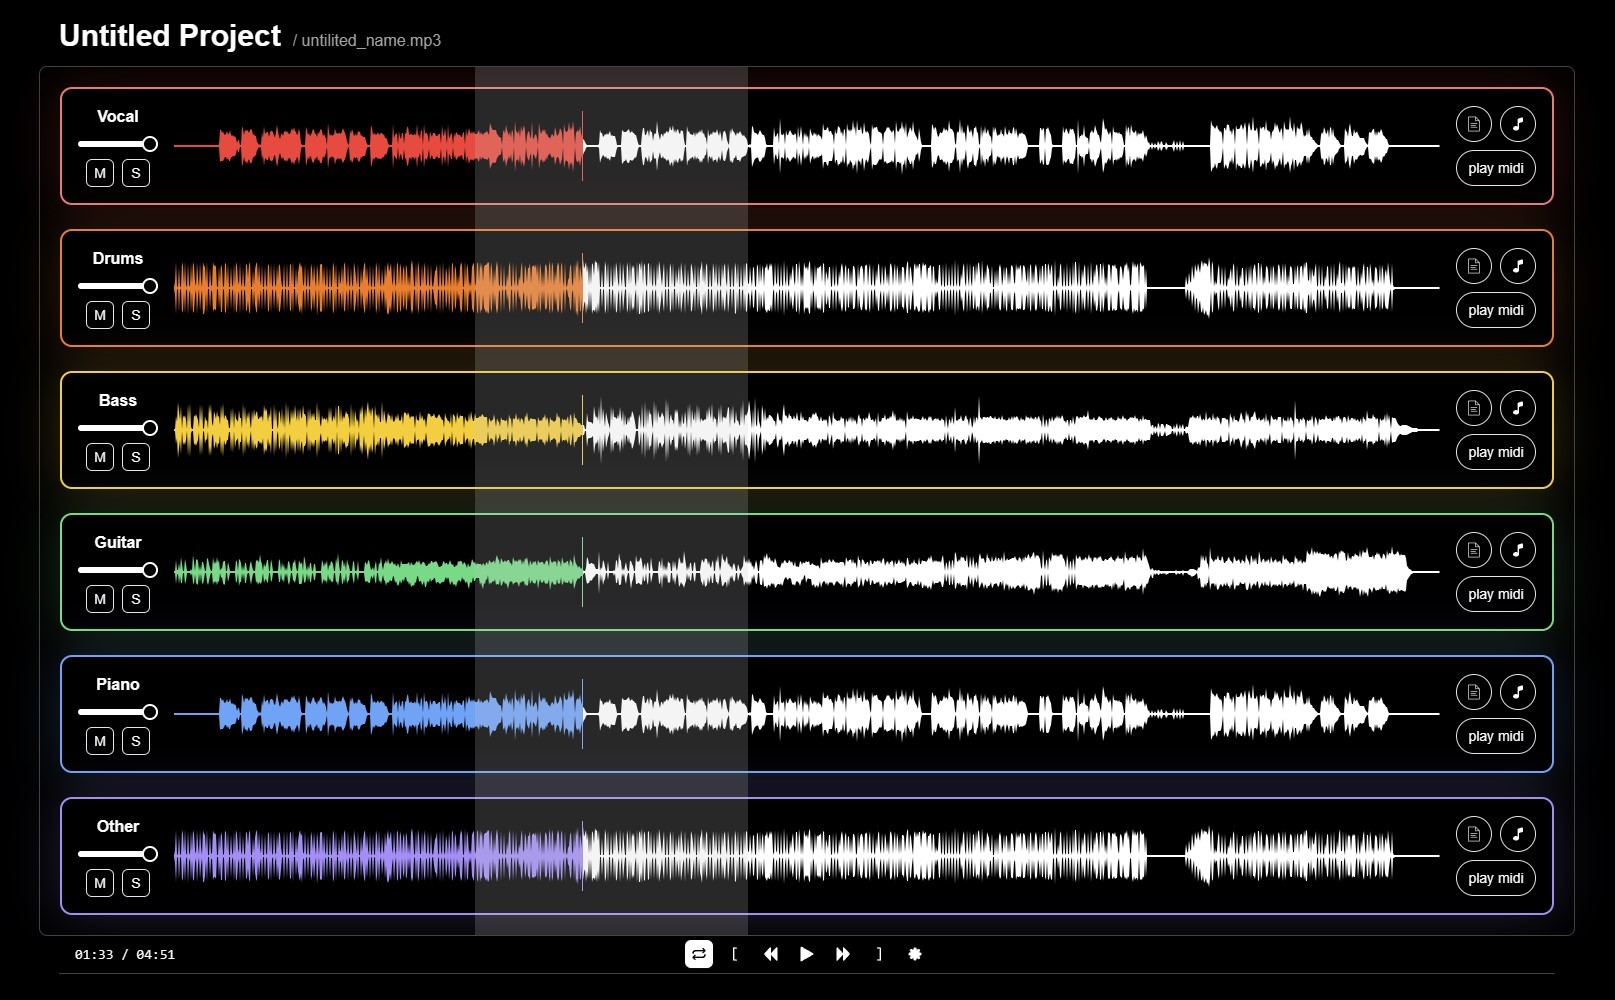 Untitled Project / untilited_name.mp3
Vocal
M S
play midi
Drums
M S
play midi
Bass
M S
play midi
Guitar
M S
play midi
Piano
M S
play midi
Other
M S
play midi
01:33 / 04:51 [ ]